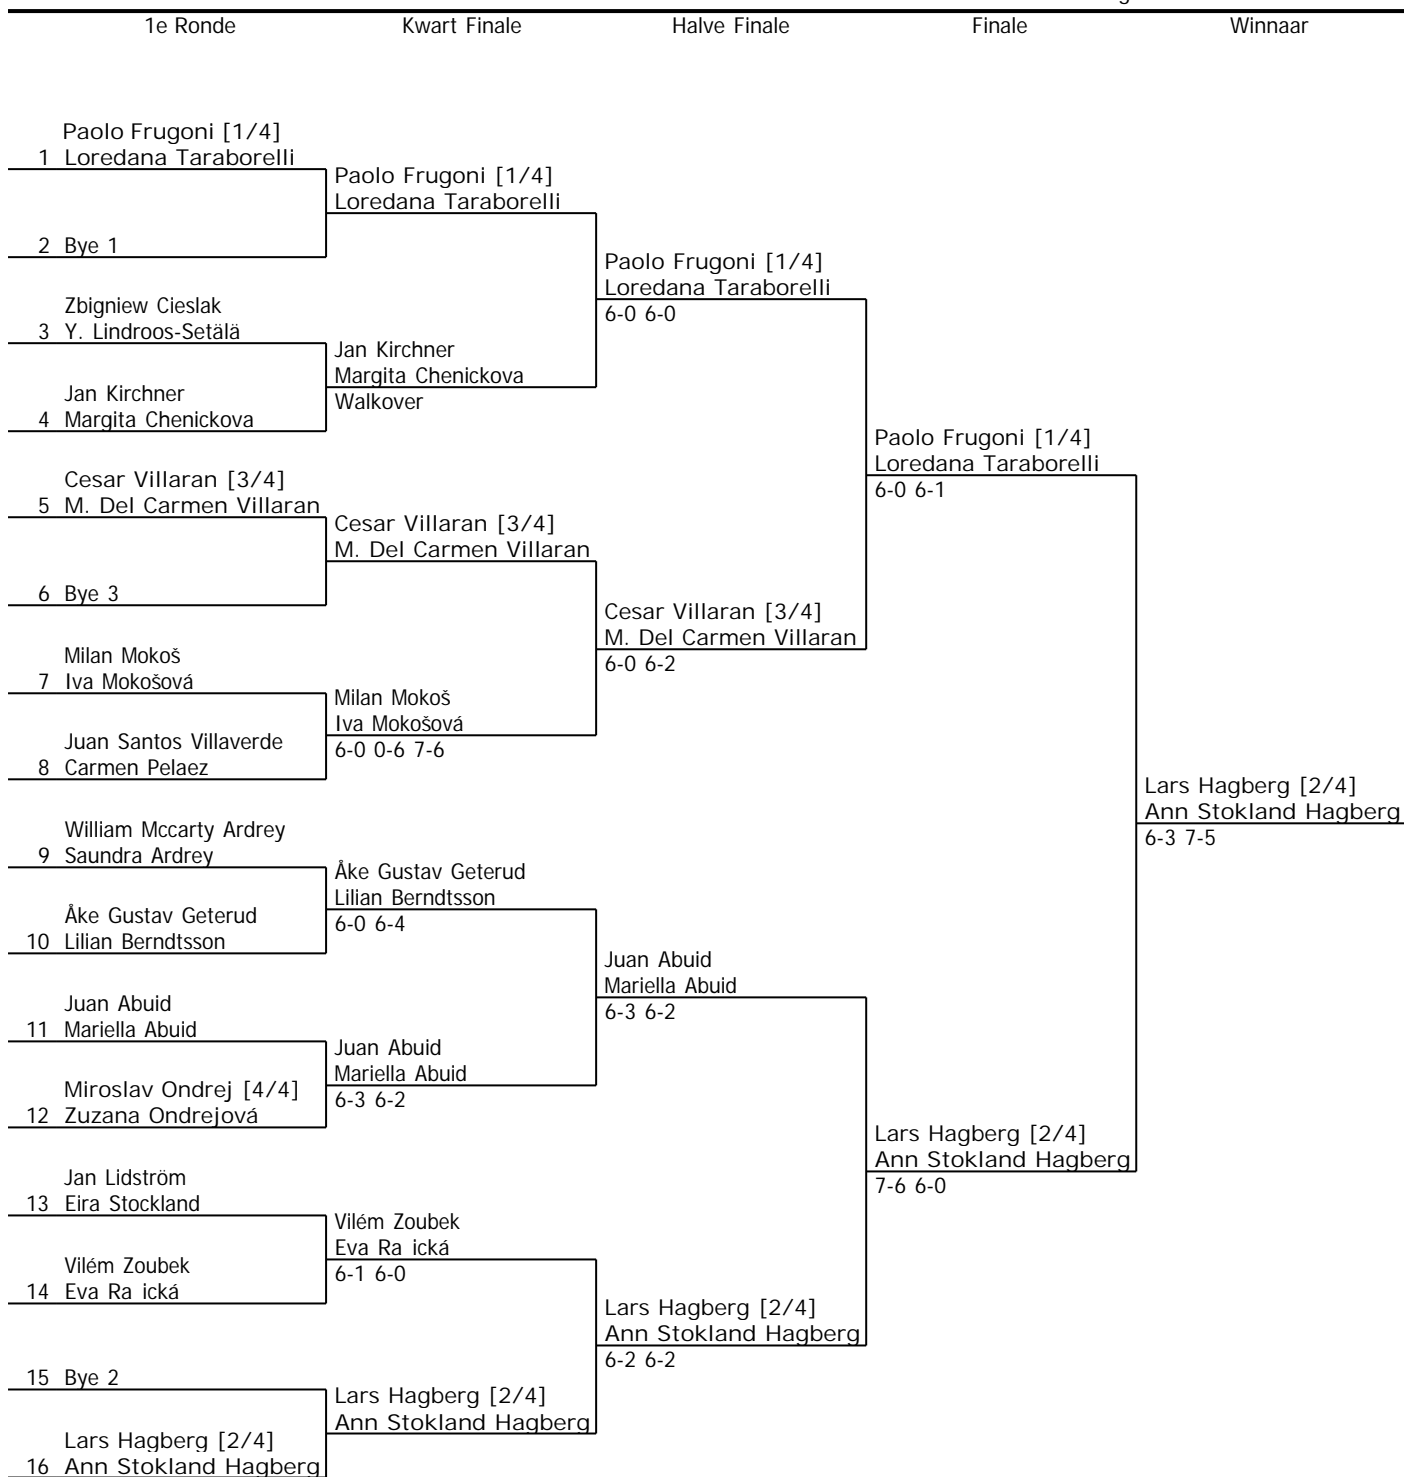 1e Ronde Kwart Finale Halve Finale Finale Winnaar
Paolo Frugoni [1/4]
1 Loredana Taraborelli
2 Bye 1
Zbigniew Cieslak
3 Y. Lindroos-Setälä
Jan Kirchner
4 Margita Chenickova
Cesar Villaran [3/4]
5 M. Del Carmen Villaran
6 Bye 3
Milan Mokoš
7 Iva Mokošová
Juan Santos Villaverde
8 Carmen Pelaez
William Mccarty Ardrey
9 Saundra Ardrey
Åke Gustav Geterud
10 Lilian Berndtsson
Juan Abuid
11 Mariella Abuid
Miroslav Ondrej [4/4]
12 Zuzana Ondrejová
Jan Lidström
13 Eira Stockland
Vilém Zoubek
14 Eva Ra ická
15 Bye 2
Lars Hagberg [2/4]
16 Ann Stokland Hagberg
Paolo Frugoni [1/4]
Loredana Taraborelli
Jan Kirchner
Margita Chenickova
Walkover
Cesar Villaran [3/4]
M. Del Carmen Villaran
Milan Mokoš
Iva Mokošová
6-0 0-6 7-6
Åke Gustav Geterud
Lilian Berndtsson
6-0 6-4
Juan Abuid
Mariella Abuid
6-3 6-2
Vilém Zoubek
Eva Ra ická
6-1 6-0
Lars Hagberg [2/4]
Ann Stokland Hagberg
Paolo Frugoni [1/4]
Loredana Taraborelli
6-0 6-0
Cesar Villaran [3/4]
M. Del Carmen Villaran
6-0 6-2
Juan Abuid
Mariella Abuid
6-3 6-2
Lars Hagberg [2/4]
Ann Stokland Hagberg
6-2 6-2
Paolo Frugoni [1/4]
Loredana Taraborelli
6-0 6-1
Lars Hagberg [2/4]
Ann Stokland Hagberg
7-6 6-0
Lars Hagberg [2/4]
Ann Stokland Hagberg
6-3 7-5